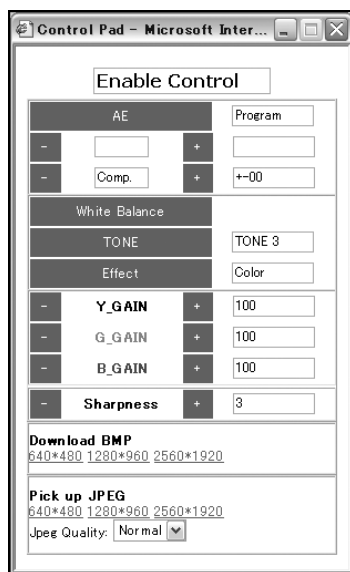 Control Pad - Microsoft Inter...
Enable Control
AE Program
- +
- Comp. + +-00
White Balance
TONE TONE 3
Effect Color
- Y_GAIN + 100
- G_GAIN + 100
- B_GAIN + 100
- Sharpness + 3
Download BMP
640*480 1280*960 2560*1920
Pick up JPEG
640*480 1280*960 2560*1920
Jpeg Quality: Normal